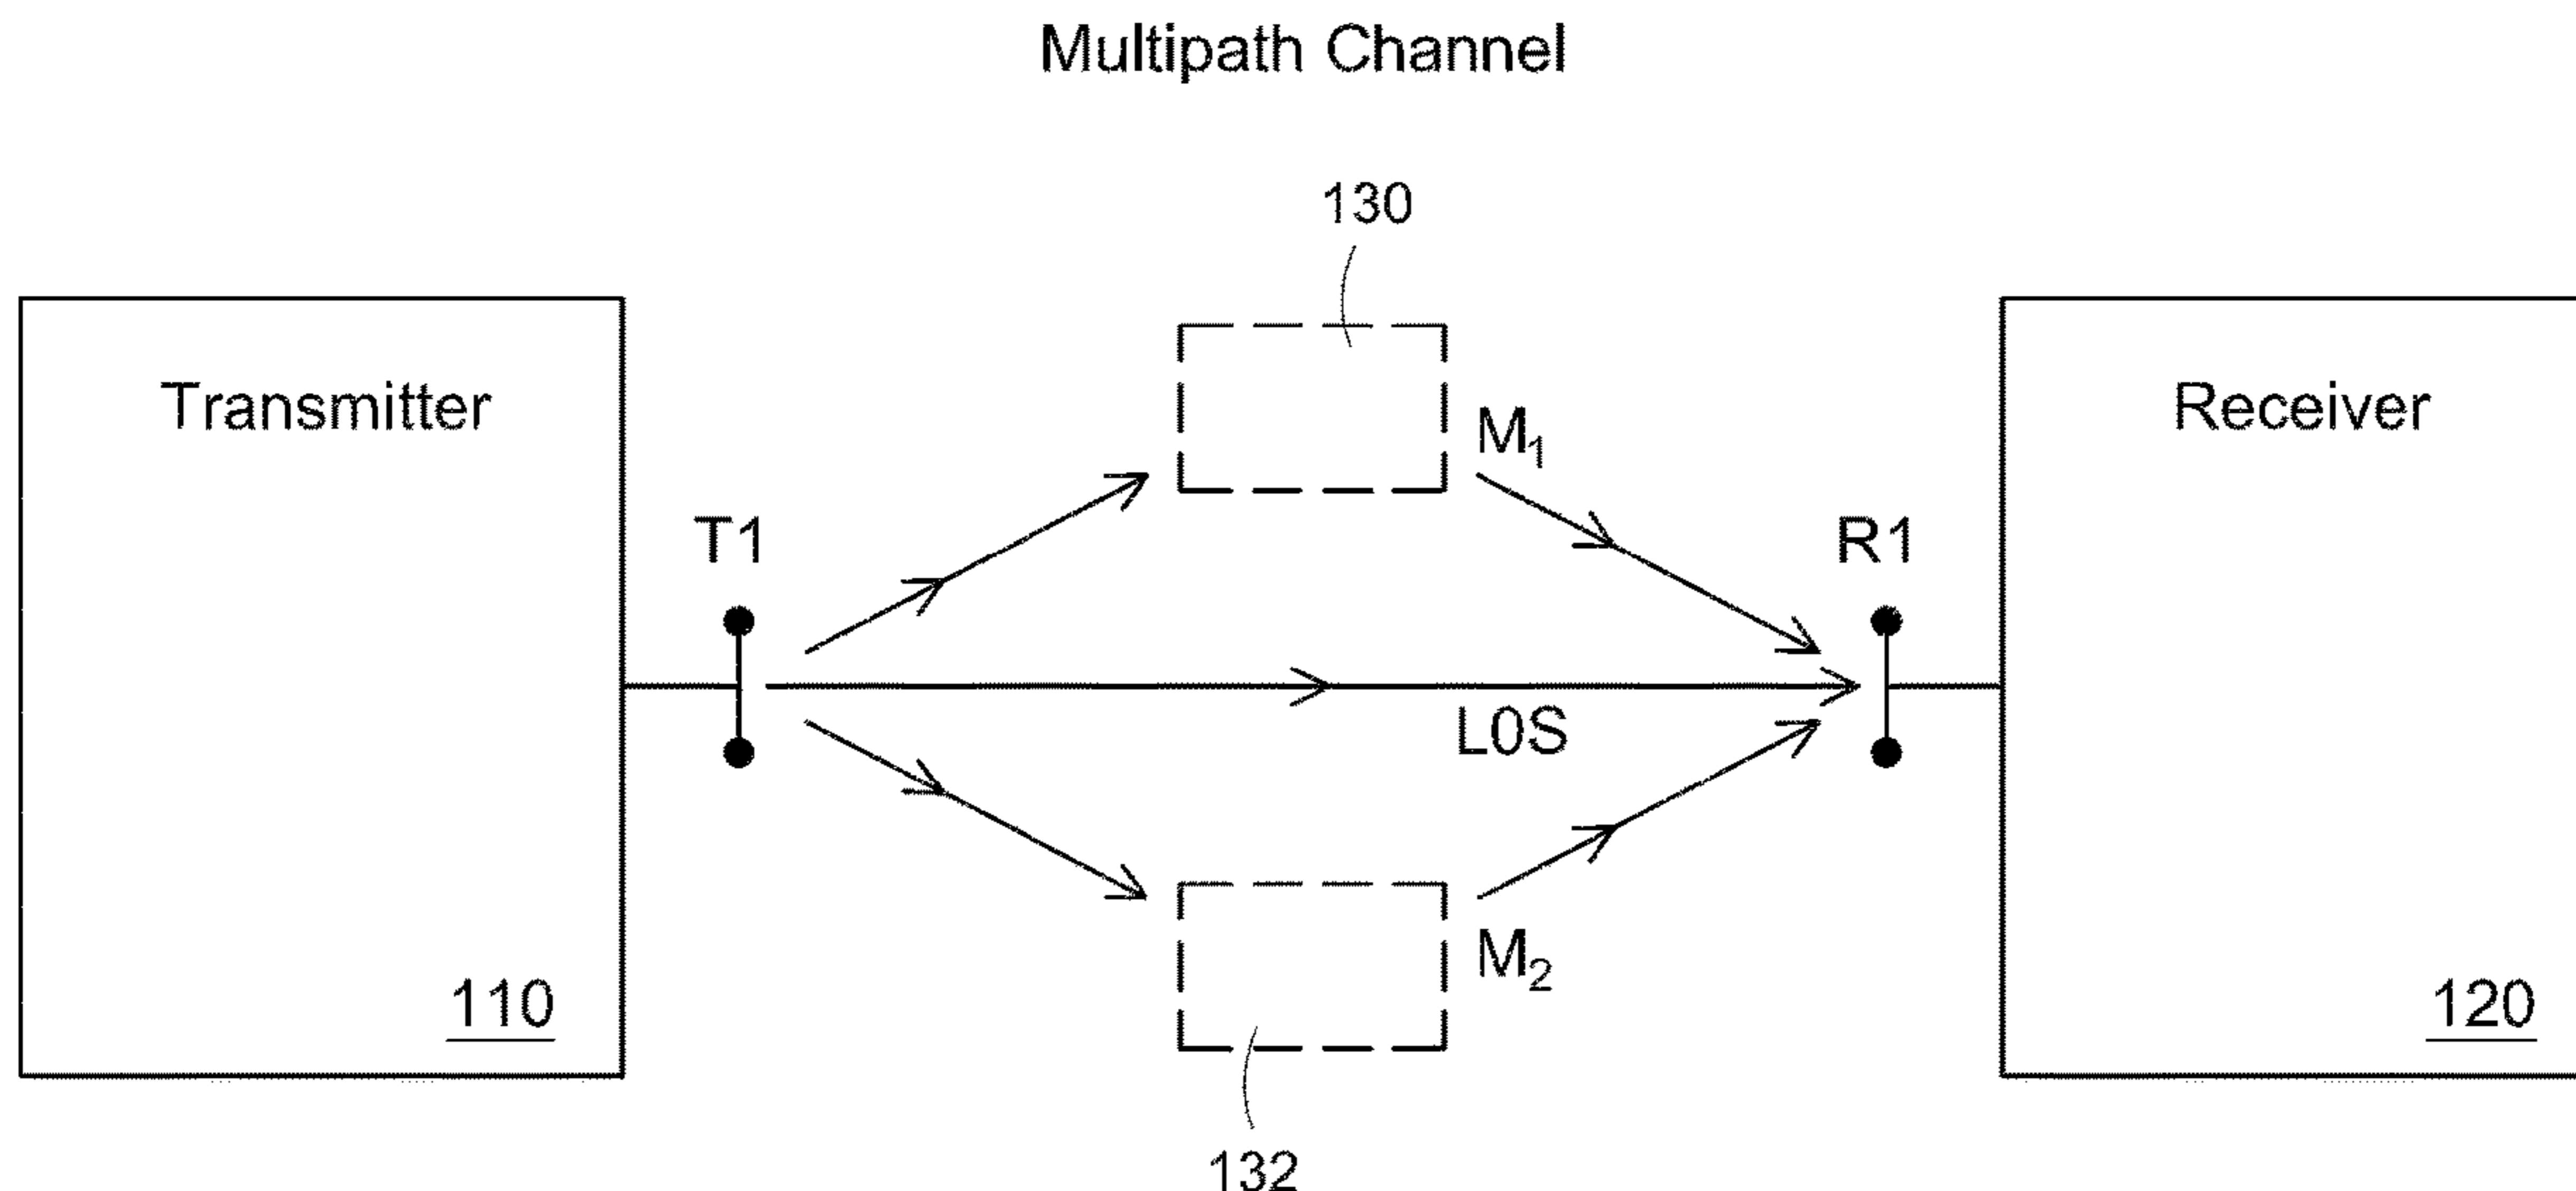 Multipath Channel
130
Transmitter
Receiver
M₁
T1
R1
L0S
M₂
110
120
132